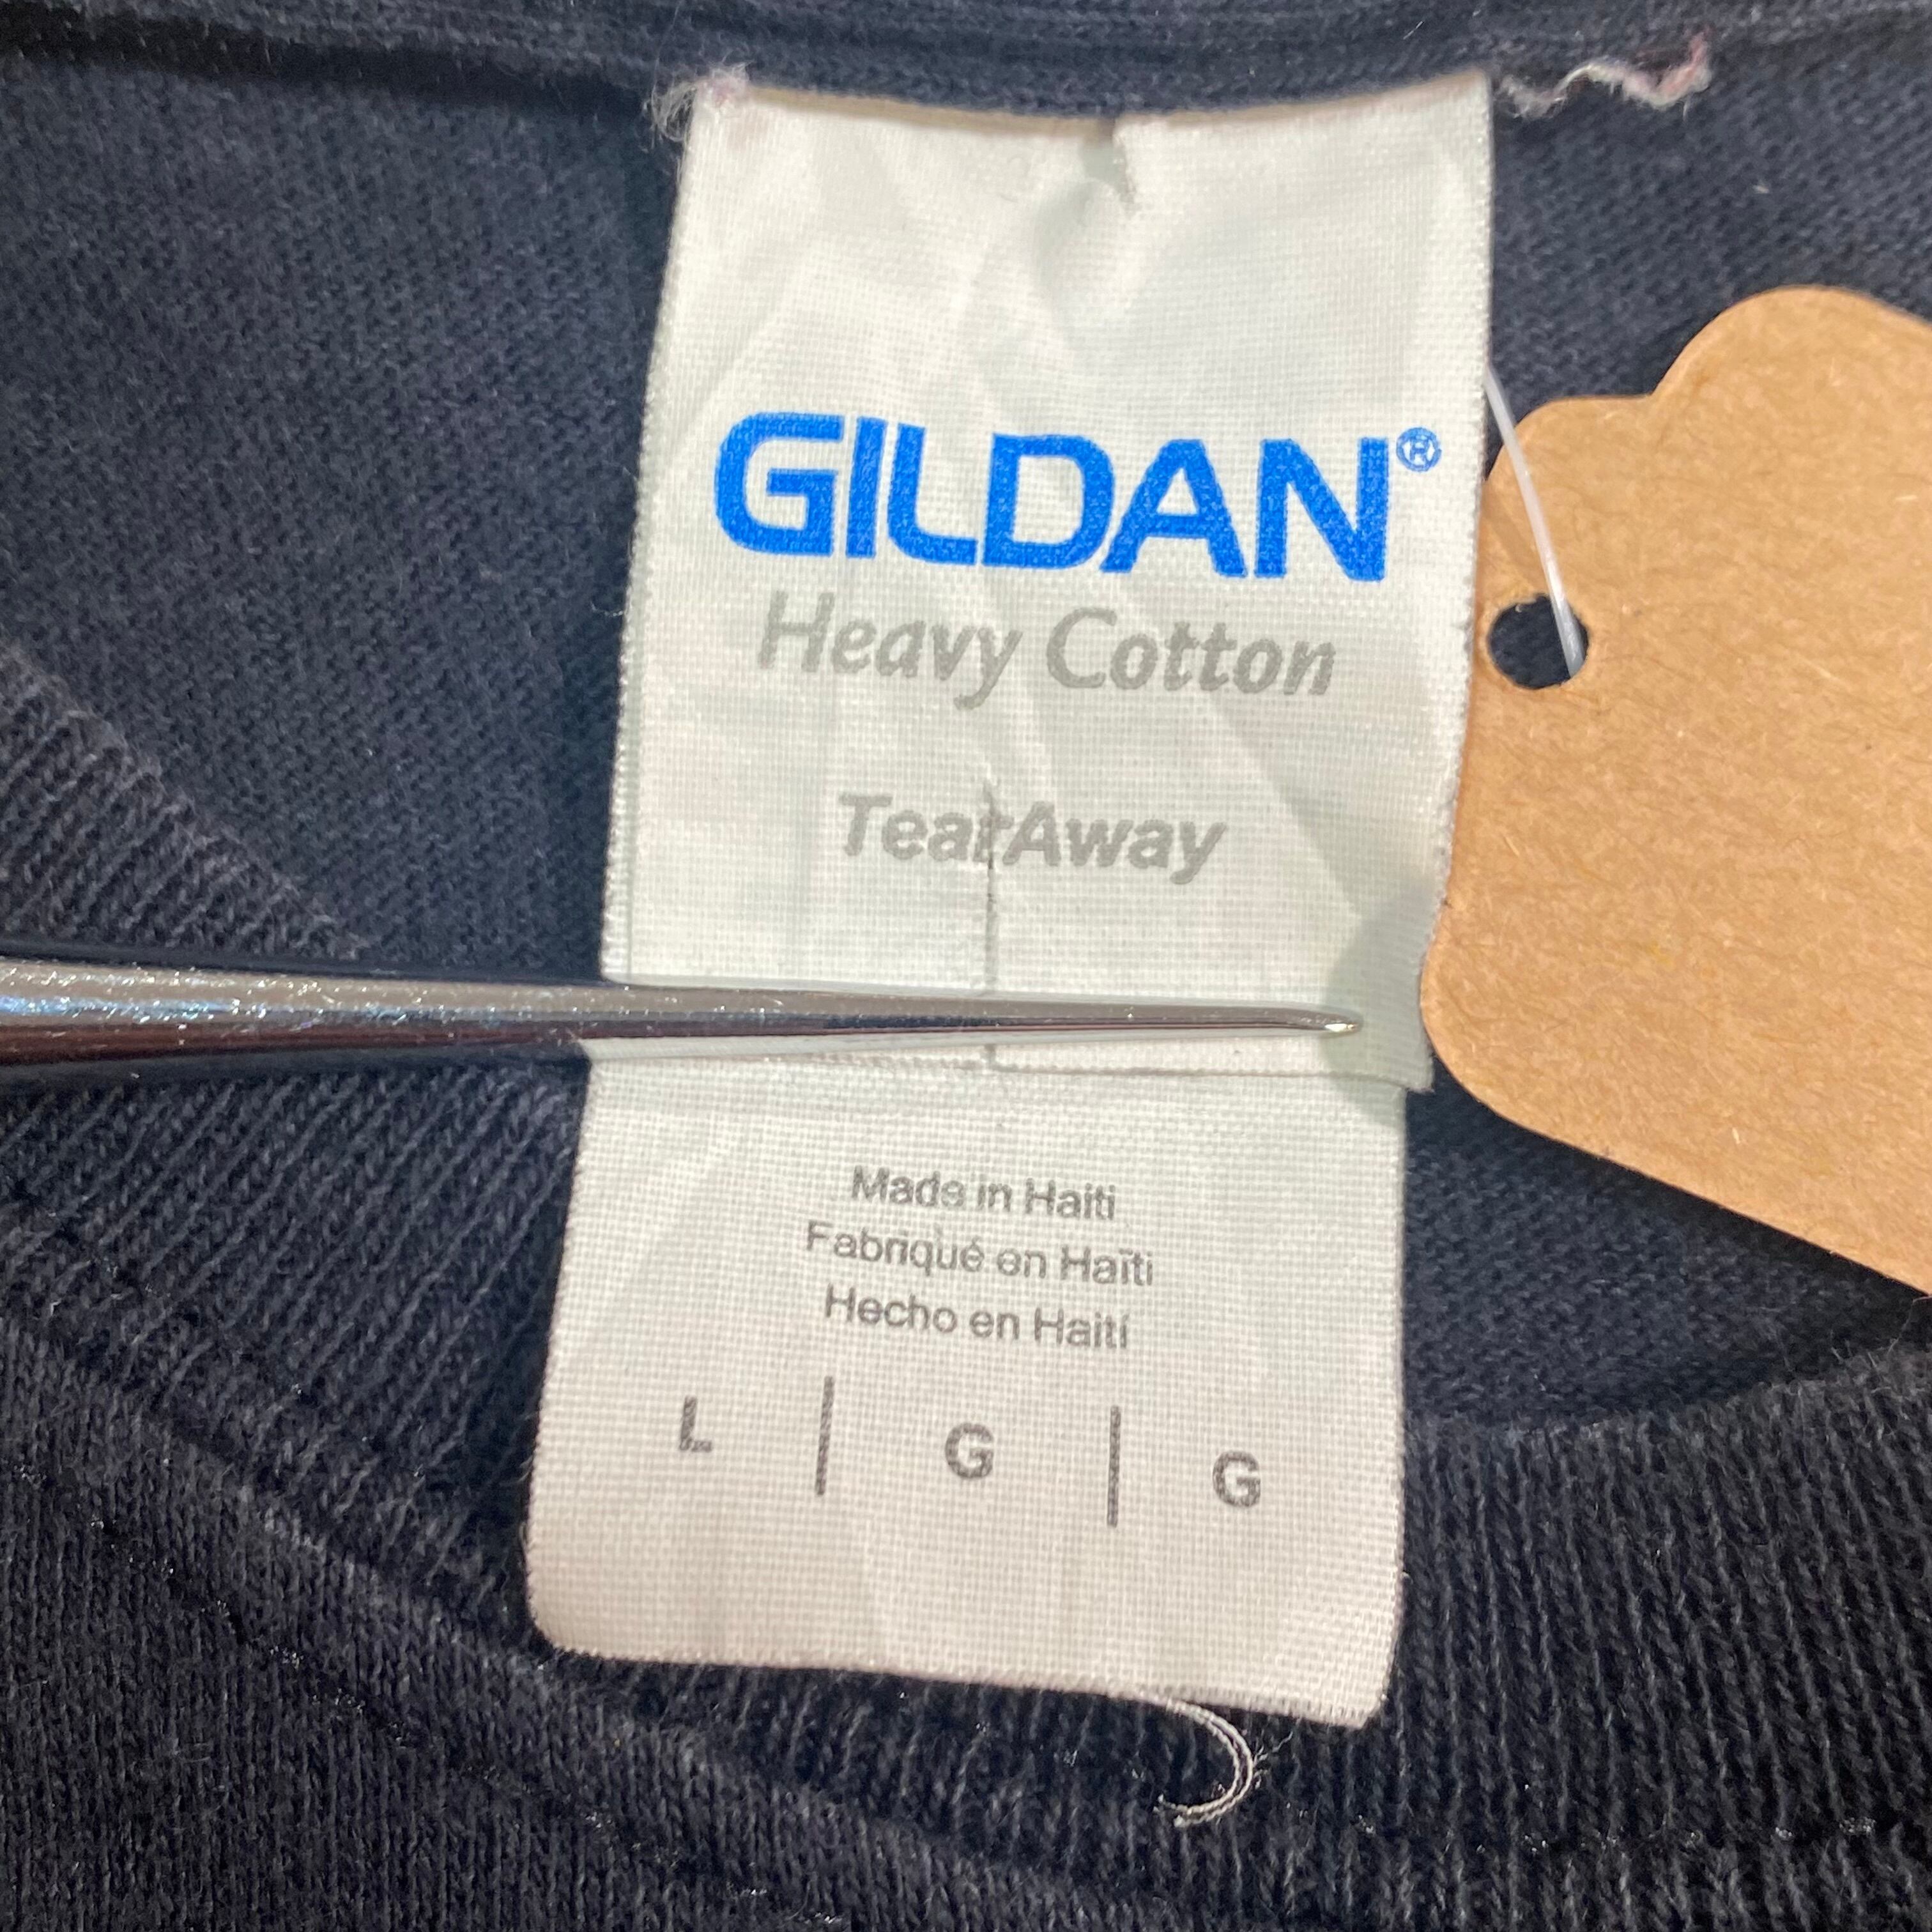 GILDAN®
Heavy Cotton
TearAway
Made in Haiti
Fabriqué en Haïti
Hecho en Haití
L | G | G